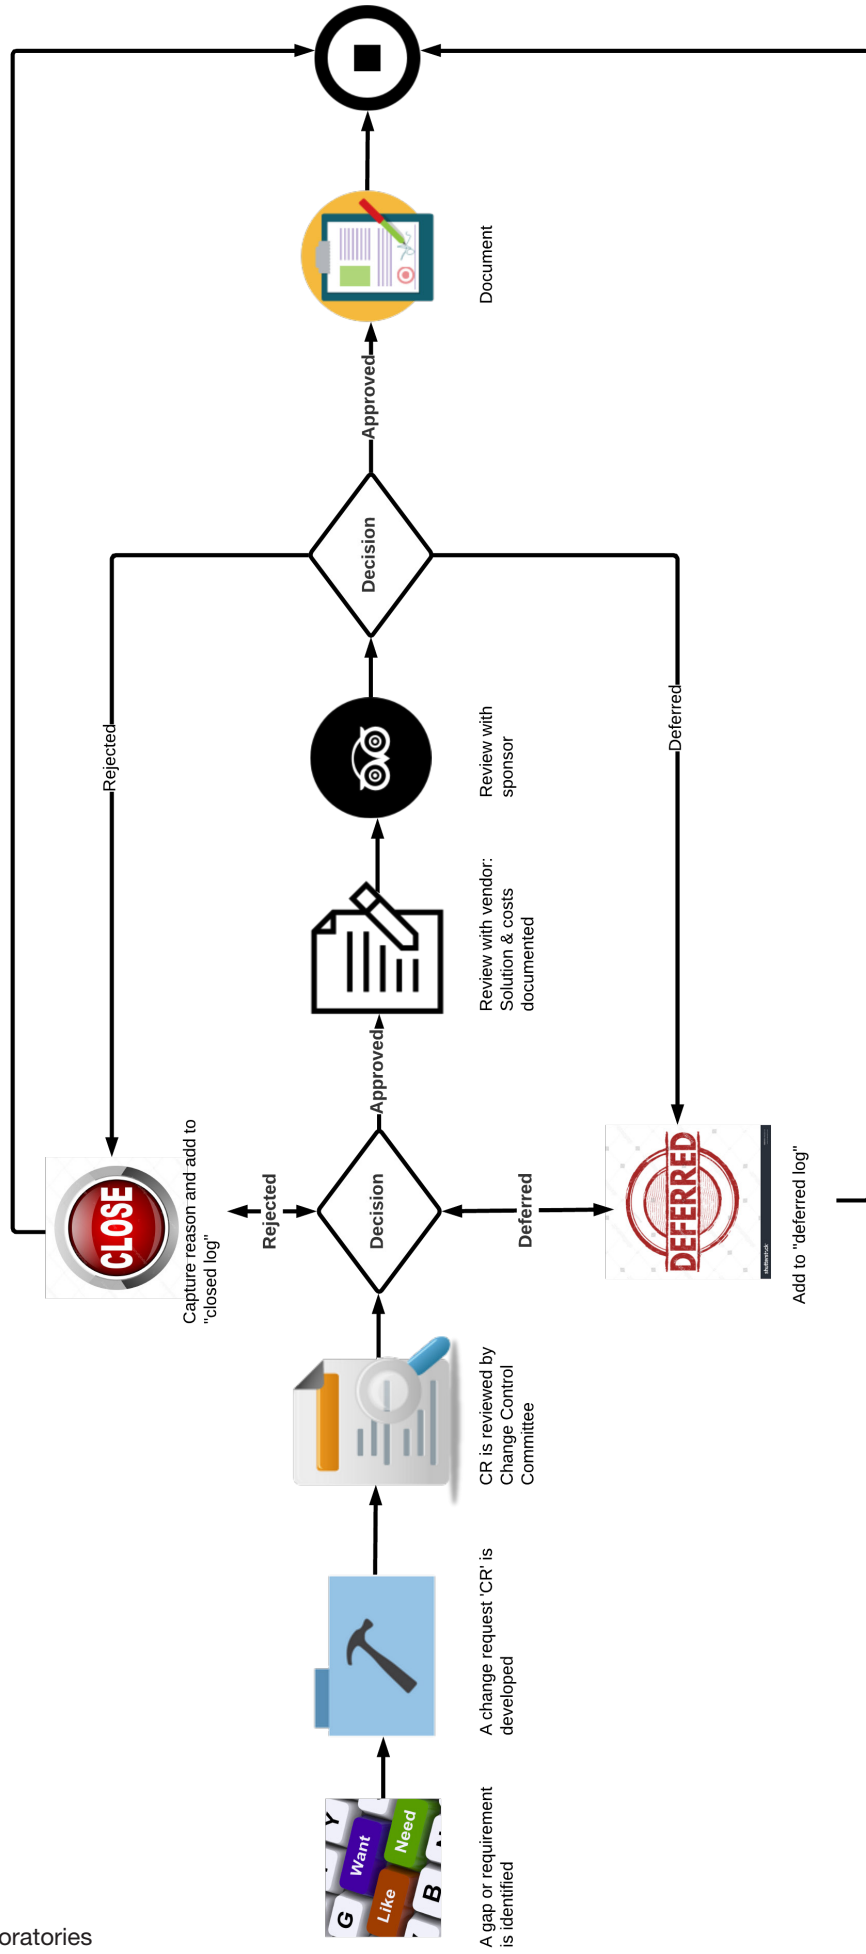 oratories
A gap or requirement
is identified
Want
Need
Like
G
Y
B
A change request 'CR' is
developed
CR is reviewed by
Change Control
Committee
Decision
Rejected
Approved
Deferred
CLOSE
Capture reason and add to
"closed log"
DEFERRED
shutterstock
Add to "deferred log"
Review with vendor:
Solution & costs
documented
Review with
sponsor
Decision
Rejected
Approved
Deferred
Document